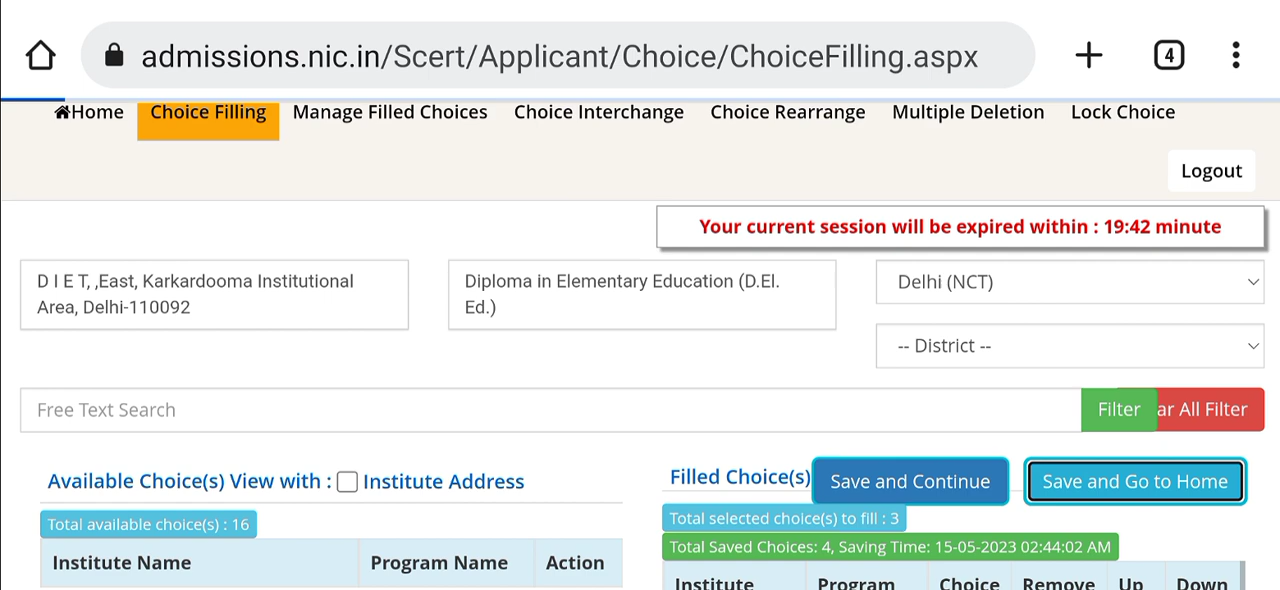 admissions.nic.in/Scert/Applicant/Choice/ChoiceFilling.aspx
4
Home Choice Filling Manage Filled Choices Choice Interchange Choice Rearrange Multiple Deletion Lock Choice
Logout
Your current session will be expired within : 19:42 minute
D I E T, ,East, Karkardooma Institutional
Area, Delhi-110092
Diploma in Elementary Education (D.El.
Ed.)
Delhi (NCT)
-- District --
Free Text Search
Filter
ar All Filter
Available Choice(s) View with : Institute Address
Total available choice(s) : 16
Institute Name Program Name Action
Filled Choice(s)
Save and Continue
Save and Go to Home
Total selected choice(s) to fill : 3
Total Saved Choices: 4, Saving Time: 15-05-2023 02:44:02 AM
Institute Program Choice Remove Up Down